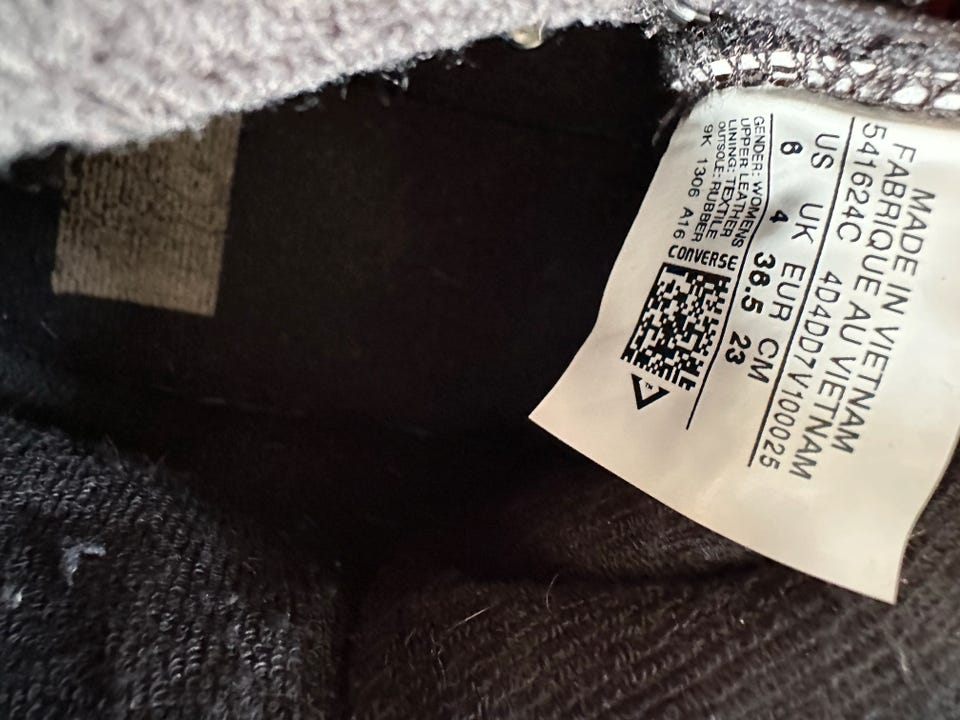 MADE IN VIETNAM
FABRIQUE AU VIETNAM
541624C 4D4DD7V100025
US UK EUR CM
6 4 36.5 23
GENDER: WOMENS
UPPER: LEATHER
LINING: TEXTILE
OUTSOLE: RUBBER
9K 1306 A16
CONVERSE